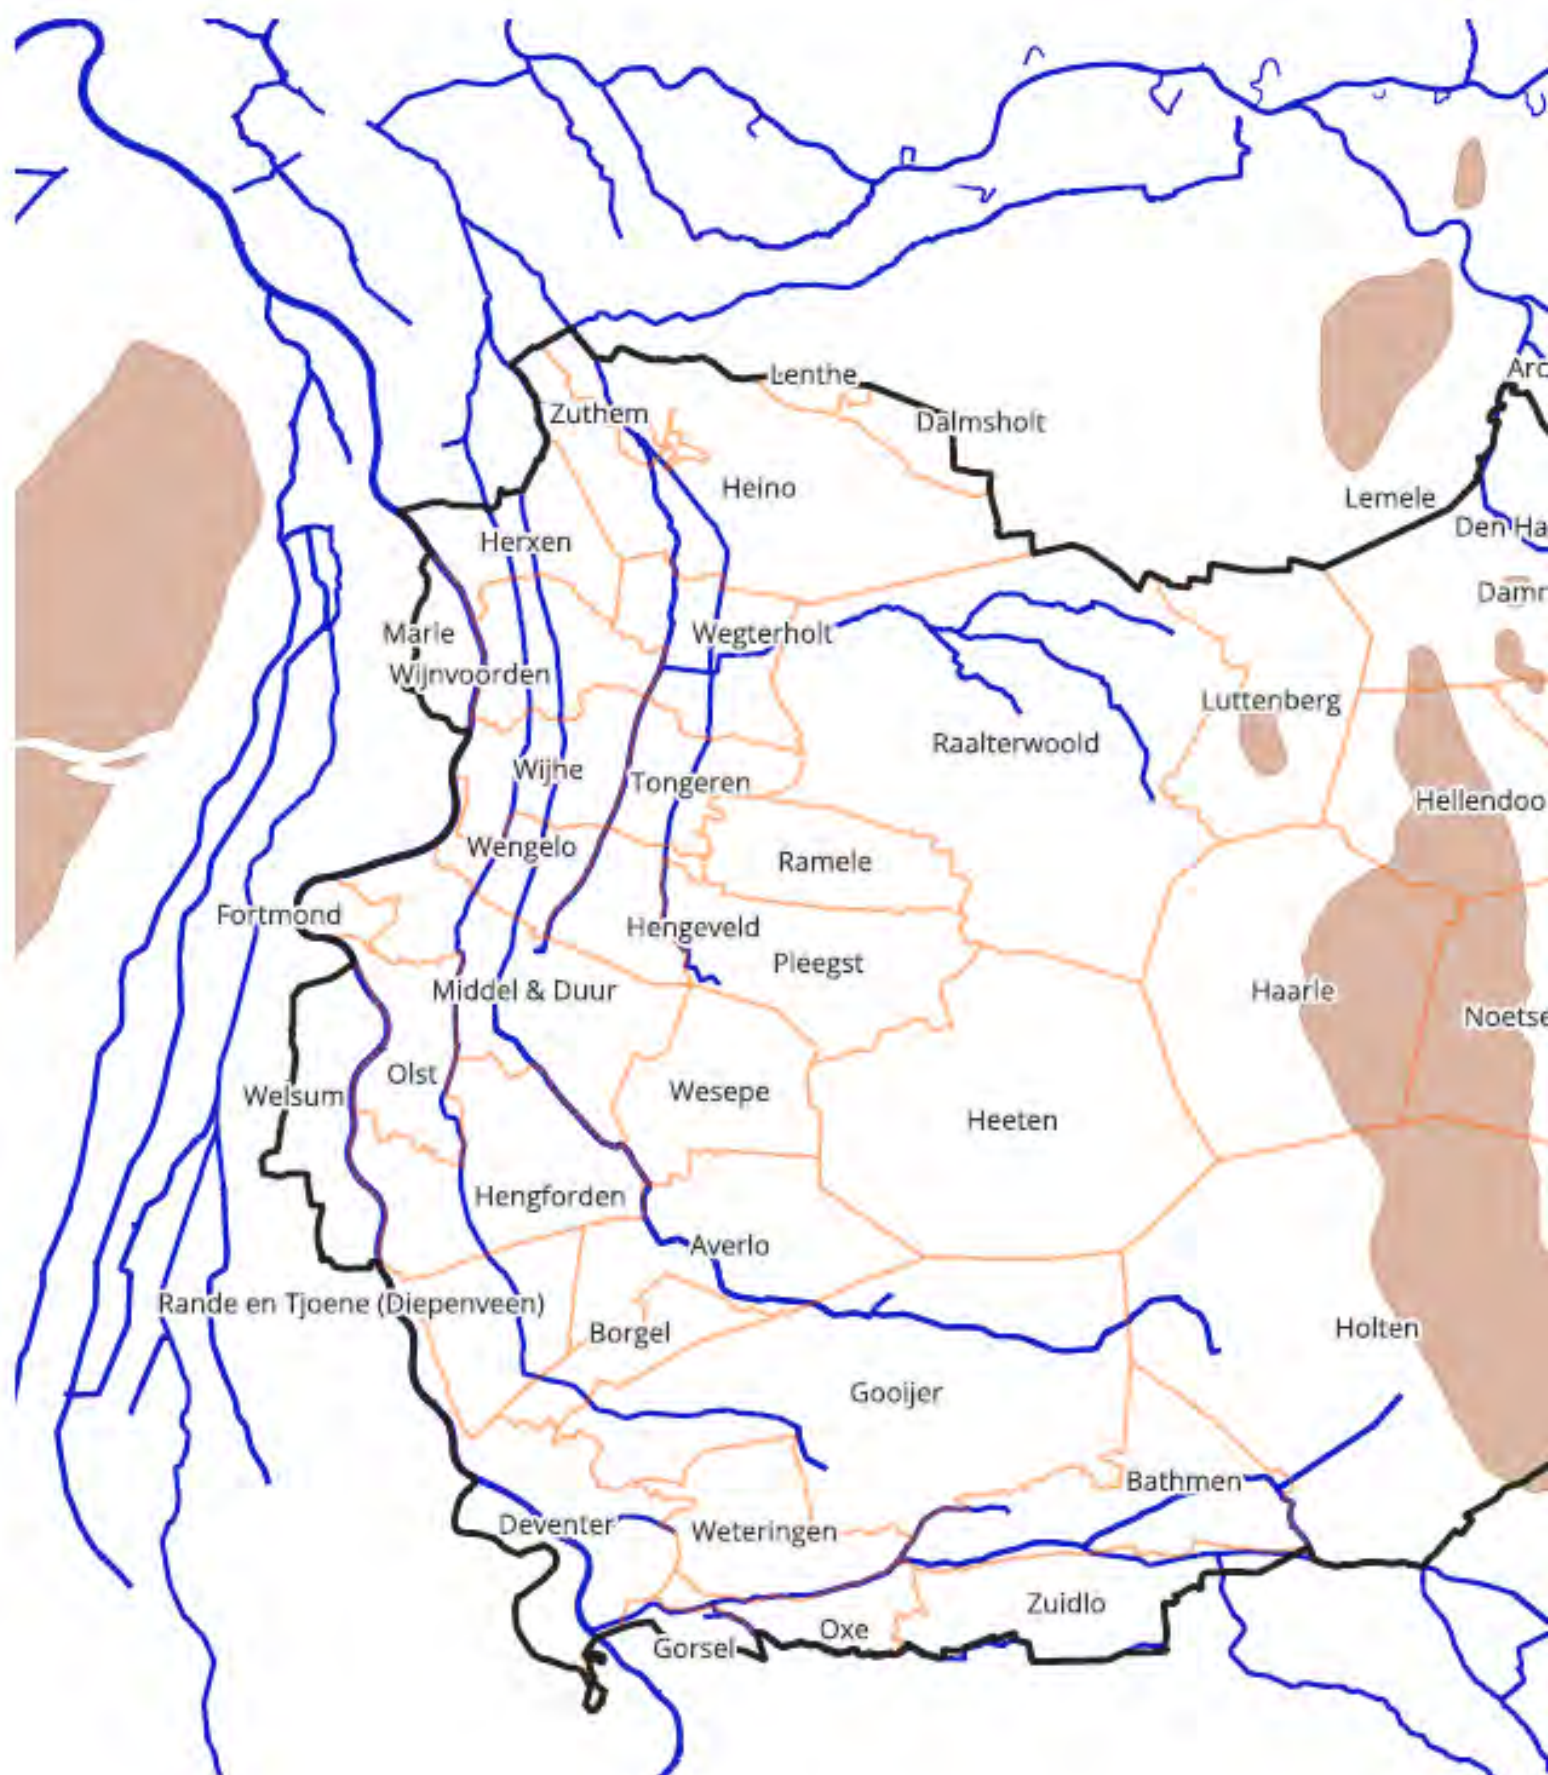 Lenthe
Arc
Zuthem
Dalmsholt
Heino
Lemele
Den Ha
Herxen
Damr
Marle
Wegterholt
Wijnvoorden
Luttenberg
Raalterwoold
Wijhe
Tongeren
Hellendoo
Wengelo
Ramele
Fortmond
Hengeveld
Pleegst
Middel & Duur
Haarle
Noetse
Olst
Welsum
Wesepe
Heeten
Hengforden
Averlo
Rande en Tjoene (Diepenveen)
Borgel
Holten
Gooijer
Bathmen
Deventer
Weteringen
Zuidlo
Oxe
Gorsel